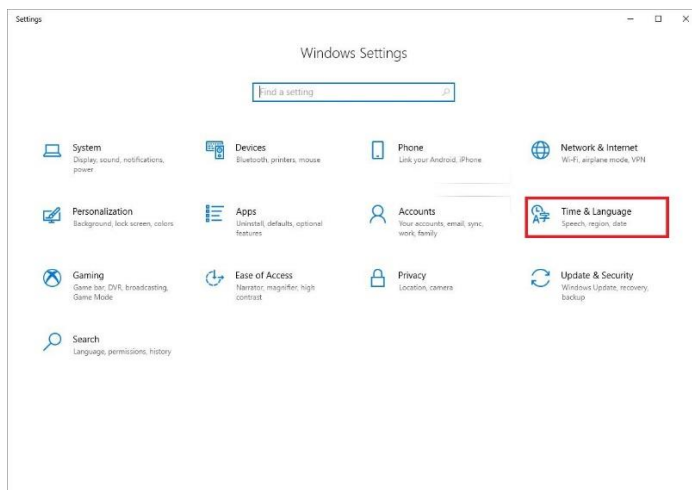 Settings
Windows Settings
Find a setting
System
Display, sound, notifications,
power
Devices
Bluetooth, printers, mouse
Phone
Link your Android, iPhone
Network & Internet
Wi-Fi, airplane mode, VPN
Personalization
Background, lock screen, colors
Apps
Uninstall, defaults, optional
features
Accounts
Your accounts, email, sync,
work, family
Time & Language
Speech, region, date
Gaming
Game bar, DVR, broadcasting,
Game Mode
Ease of Access
Narrator, magnifier, high
contrast
Privacy
Location, camera
Update & Security
Windows Update, recovery,
backup
Search
Language, permissions, history